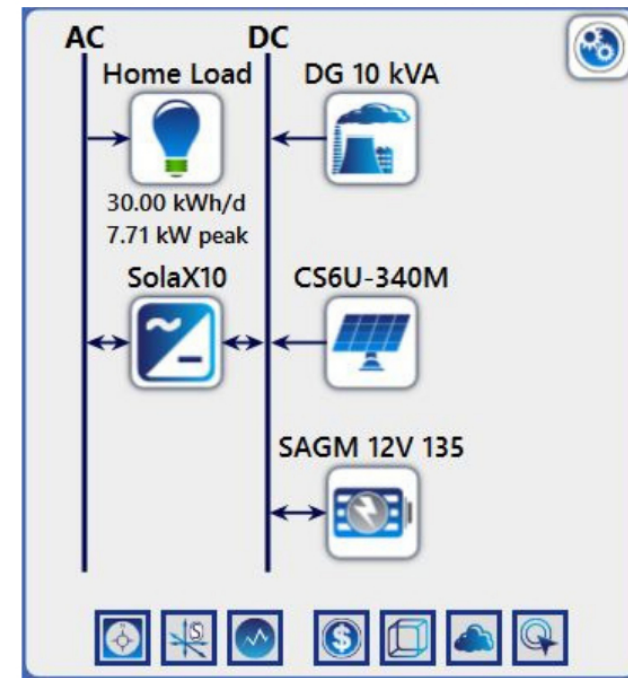 AC DC
Home Load DG 10 kVA
30.00 kWh/d
7.71 kW peak
SolaX10 CS6U-340M
SAGM 12V 135
S
$